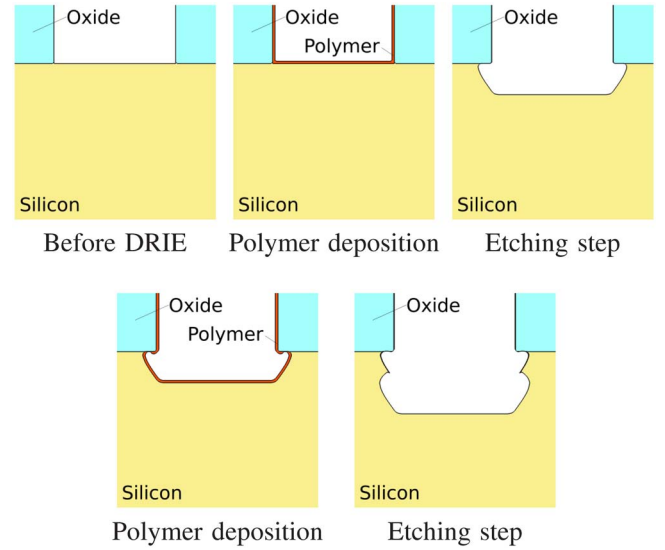 Oxide
Silicon
Before DRIE
Oxide
Polymer
Silicon
Polymer deposition
Oxide
Silicon
Etching step
Oxide
Polymer
Silicon
Polymer deposition
Oxide
Silicon
Etching step